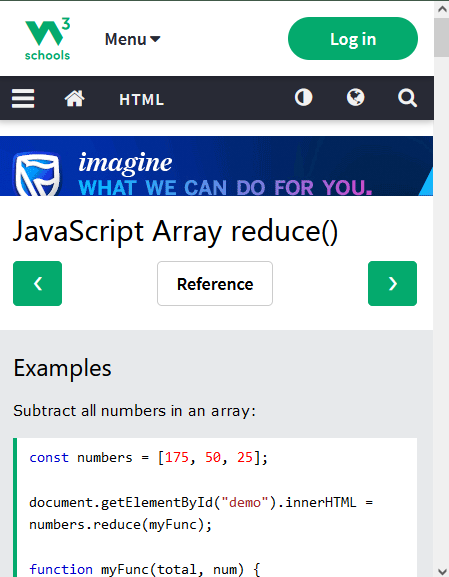 3
schools
Menu
Log in
HTML
imagine
WHAT WE CAN DO FOR YOU.
JavaScript Array reduce()
❮
Reference
❯
Examples
Subtract all numbers in an array:
const numbers = [175, 50, 25];
document.getElementById("demo").innerHTML =
numbers.reduce(myFunc);
function myFunc(total, num) {